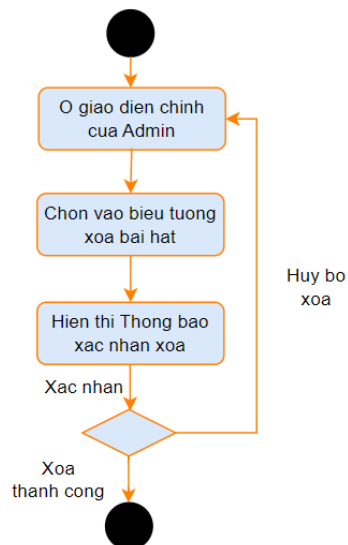 O giao dien chinh
cua Admin
Chon vao bieu tuong
xoa bai hat
Huy bo
xoa
Hien thi Thong bao
xac nhan xoa
Xac nhan
Xoa
thanh cong